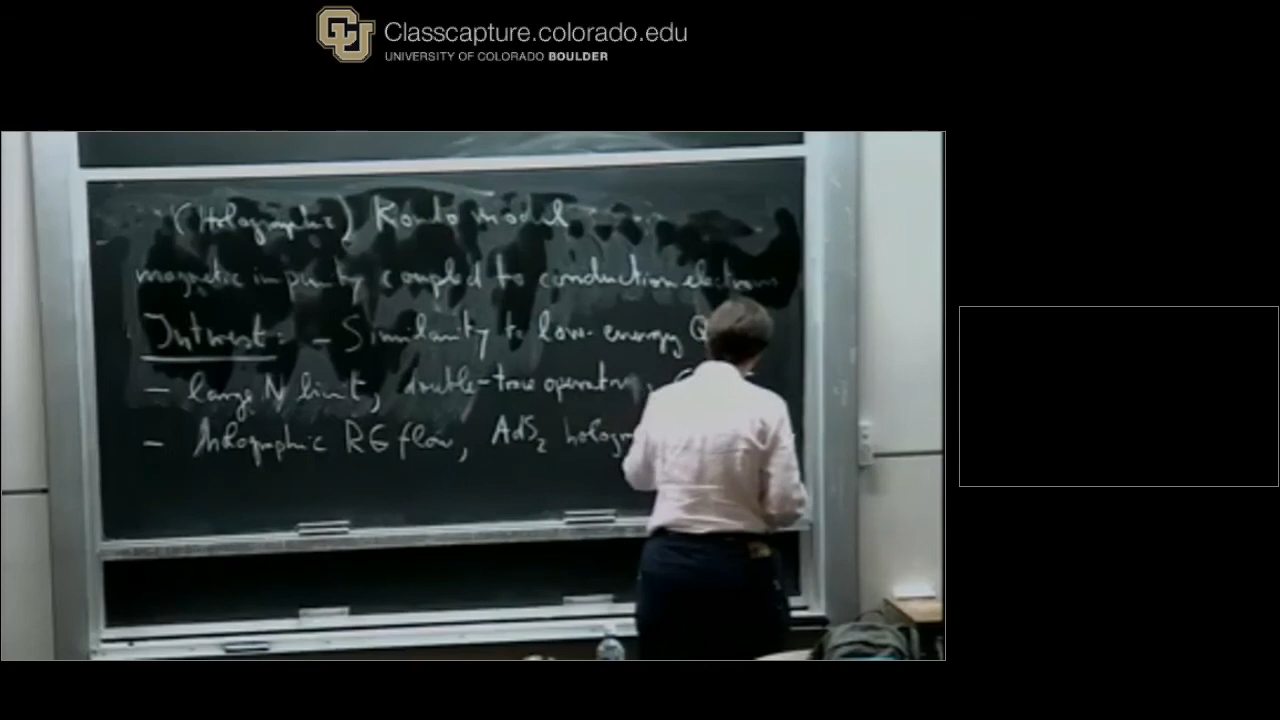 Classcapture.colorado.edu
UNIVERSITY OF COLORADO BOULDER
(Holographic) Kondo model
magnetic impurity coupled to conduction electrons
Interest: - Similarity to low-energy Q
- large N limit, double-trace operator,
- holographic RG flow, AdS2 hologr